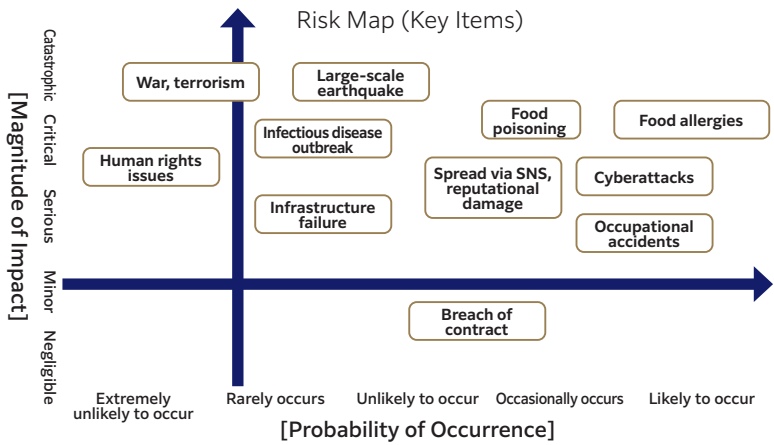 Risk Map (Key Items)
[Magnitude of Impact]
Catastrophic
Critical
Serious
Minor
Negligible
War, terrorism
Large-scale
earthquake
Food
poisoning
Food allergies
Infectious disease
outbreak
Human rights
issues
Spread via SNS,
reputational
damage
Cyberattacks
Infrastructure
failure
Occupational
accidents
Breach of
contract
Extremely
unlikely to occur
Rarely occurs
Unlikely to occur
Occasionally occurs
Likely to occur
[Probability of Occurrence]